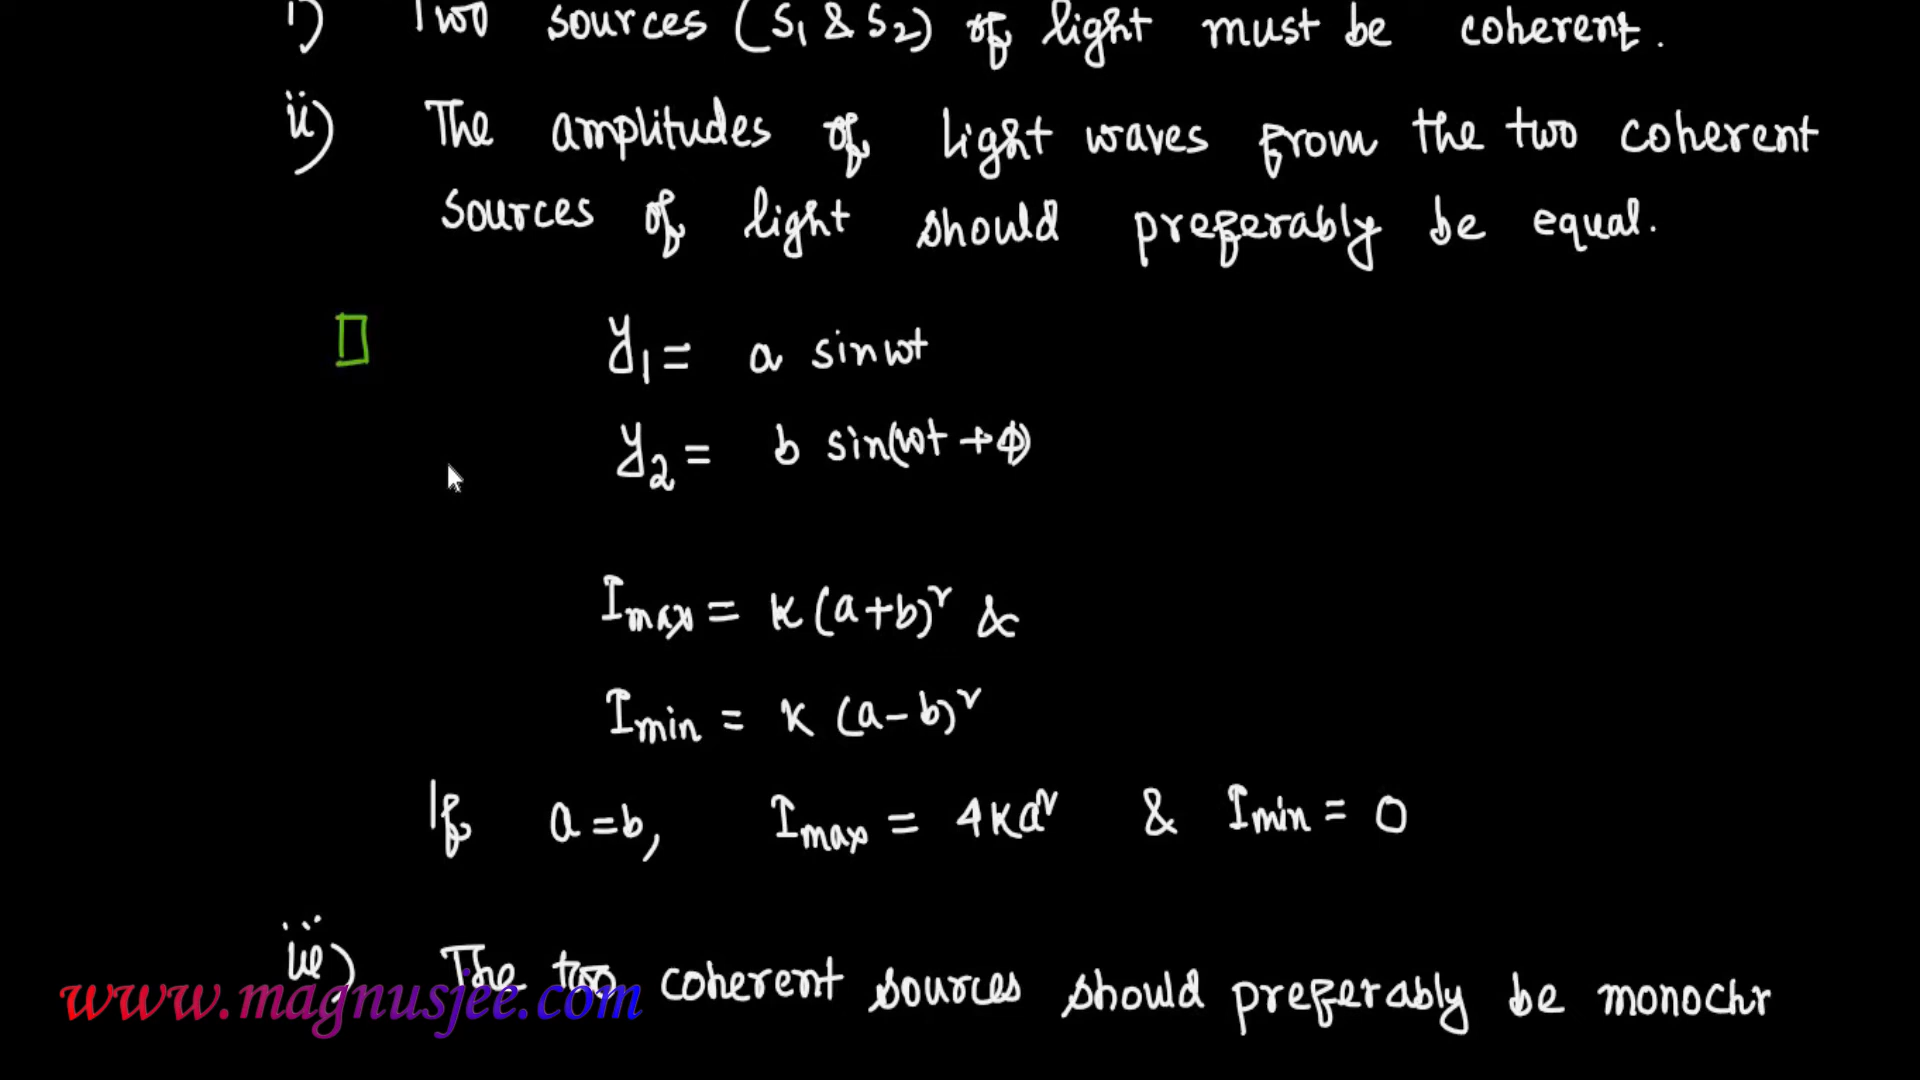 i) Two sources (S1 & S2) of light must be coherent.
ii) The amplitudes of light waves from the two coherent
sources of light should preferably be equal.
y1 = a sinωt
y2 = b sin(ωt + φ)
Imax = K (a+b)² &
Imin = K (a-b)²
If a=b, Imax = 4Ka² & Imin = 0
iii) The two coherent sources should preferably be monochr
www.magnusjee.com